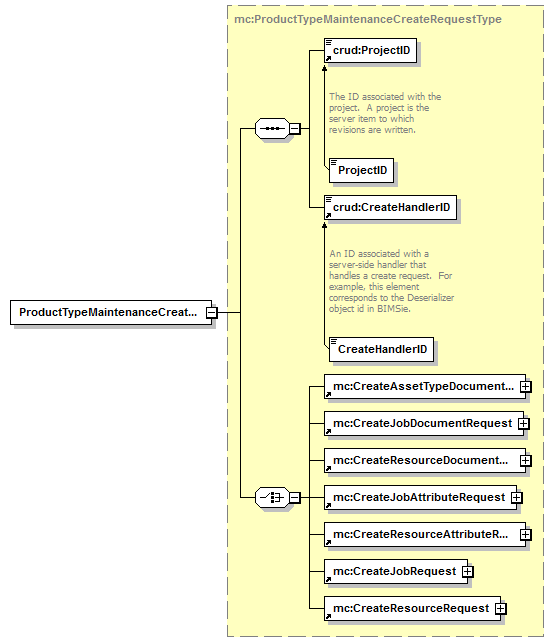 mc:ProductTypeMaintenanceCreateRequestType
crud:ProjectID
The ID associated with the
project. A project is the
server item to which
revisions are written.
ProjectID
crud:CreateHandlerID
An ID associated with a
server-side handler that
handles a create request. For
example, this element
corresponds to the Deserializer
object id in BIMSie.
ProductTypeMaintenanceCreat...
CreateHandlerID
mc:CreateAssetTypeDocument...
mc:CreateJobDocumentRequest
mc:CreateResourceDocument...
mc:CreateJobAttributeRequest
mc:CreateResourceAttributeR...
mc:CreateJobRequest
mc:CreateResourceRequest